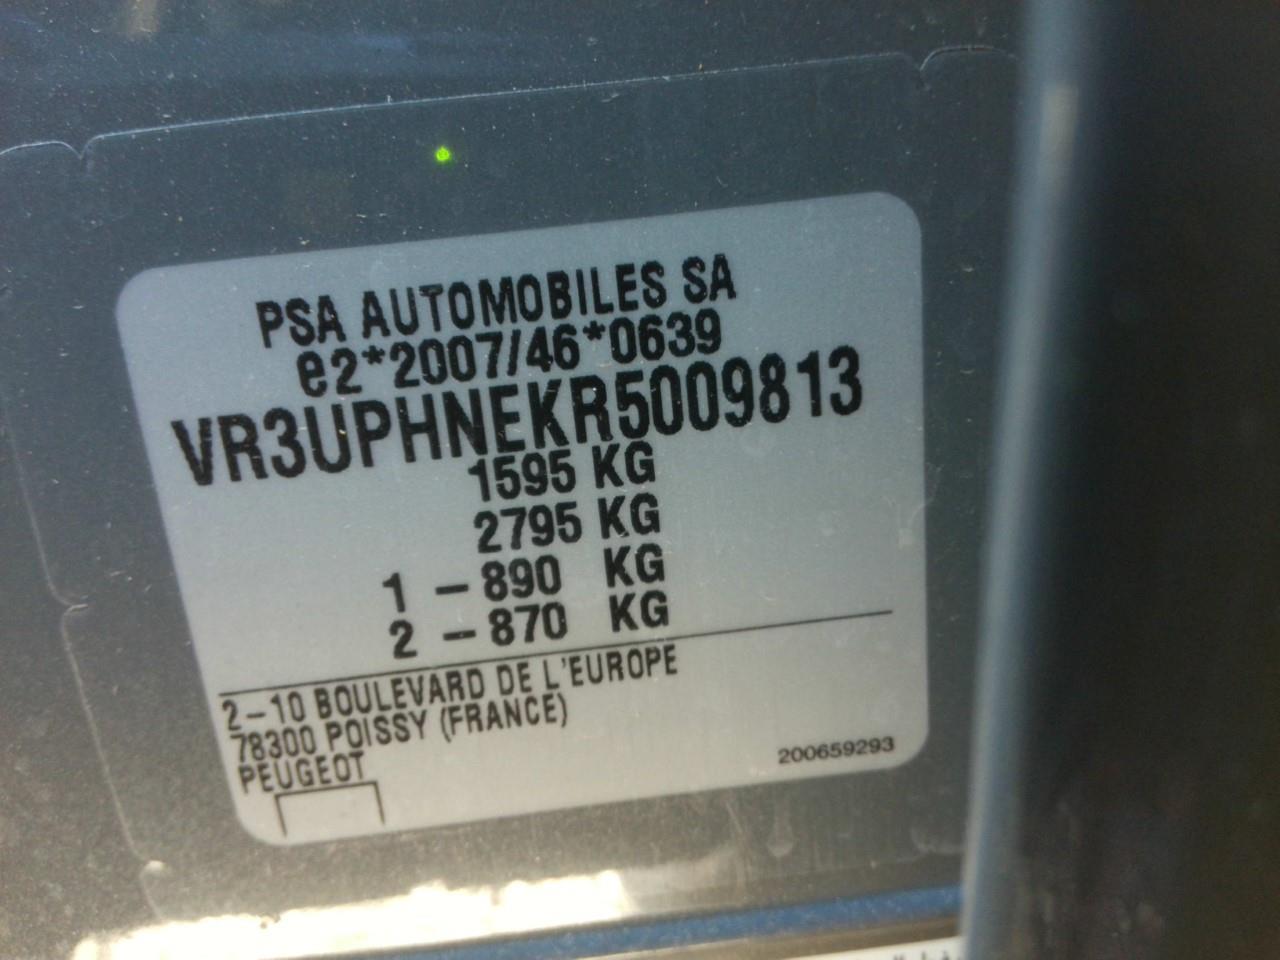 PSA AUTOMOBILES SA
e2*2007/46*0639
VR3UPHNEKR5009813
1595 KG
2795 KG
1 – 890 KG
2 – 870 KG
2–10 BOULEVARD DE L'EUROPE
78300 POISSY (FRANCE)
PEUGEOT
200659293